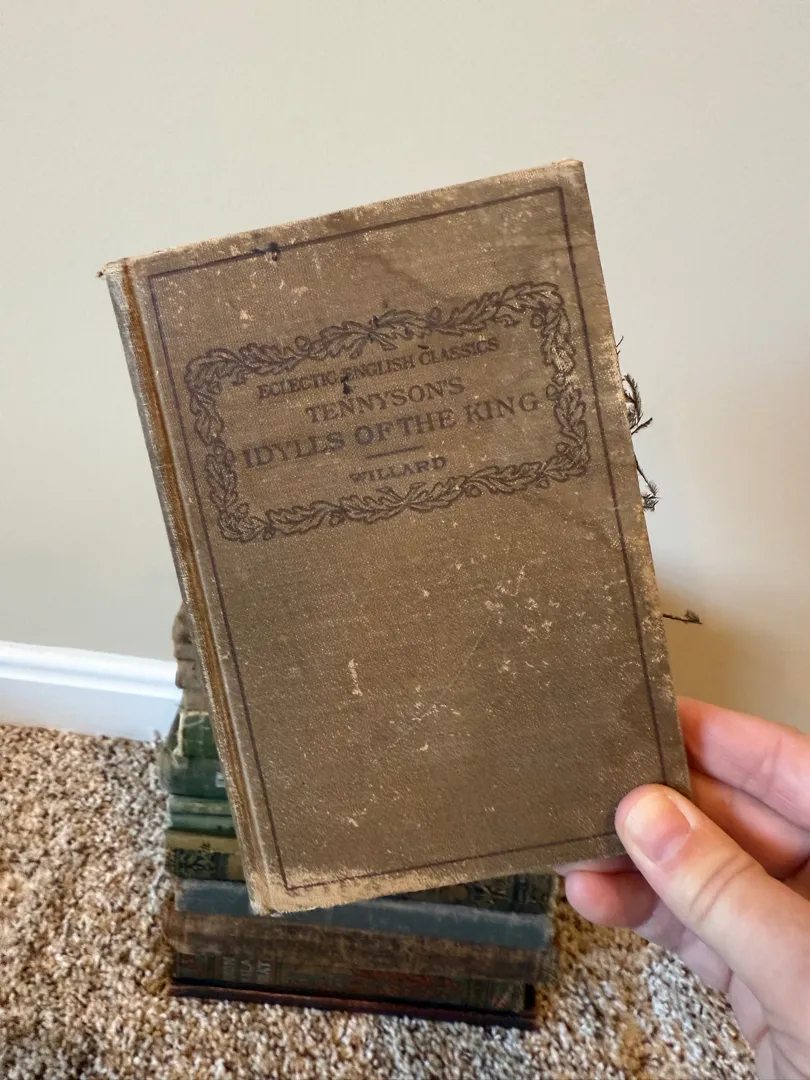 ECLECTIC ENGLISH CLASSICS
TENNYSON'S
IDYLLS OF THE KING
WILLARD